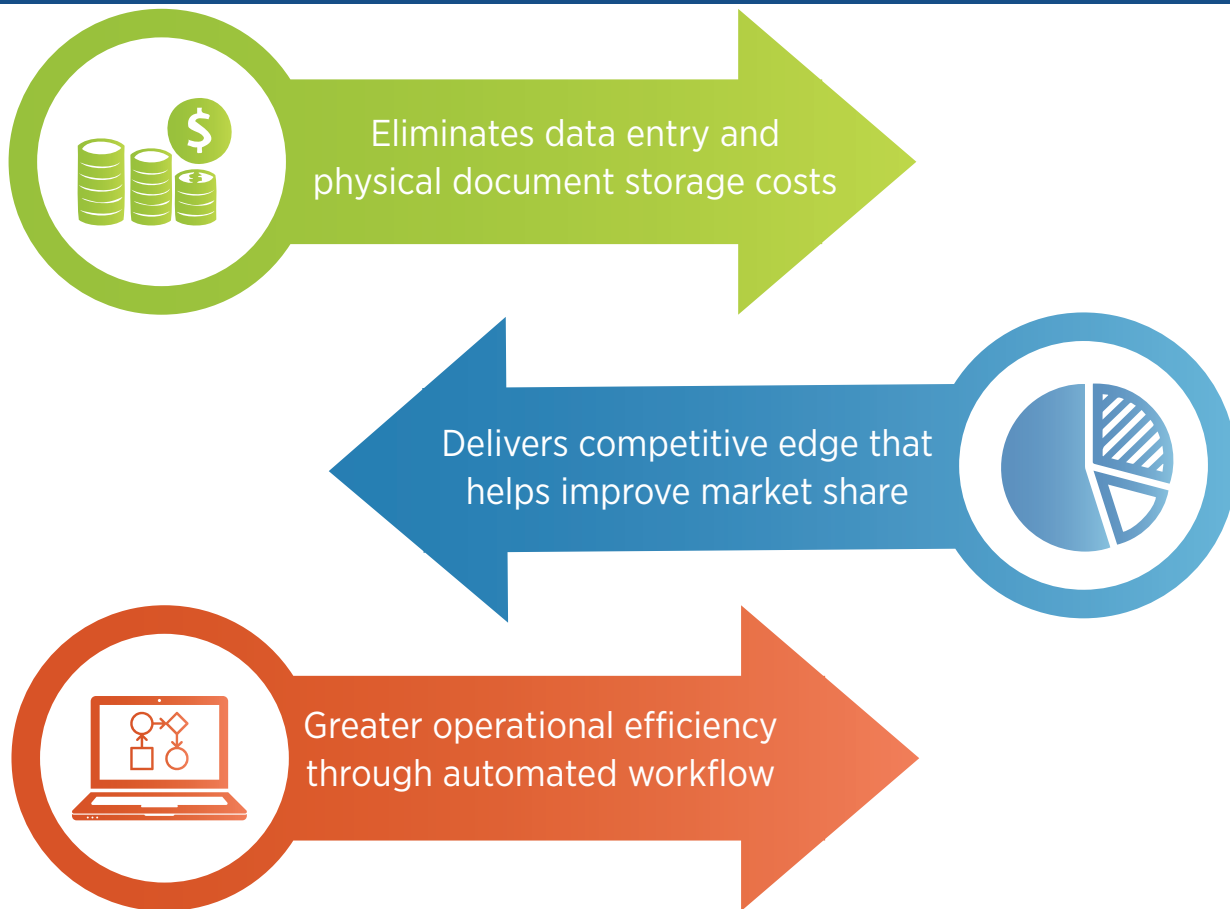 $
Eliminates data entry and
physical document storage costs
$
Delivers competitive edge that
helps improve market share
Greater operational efficiency
through automated workflow